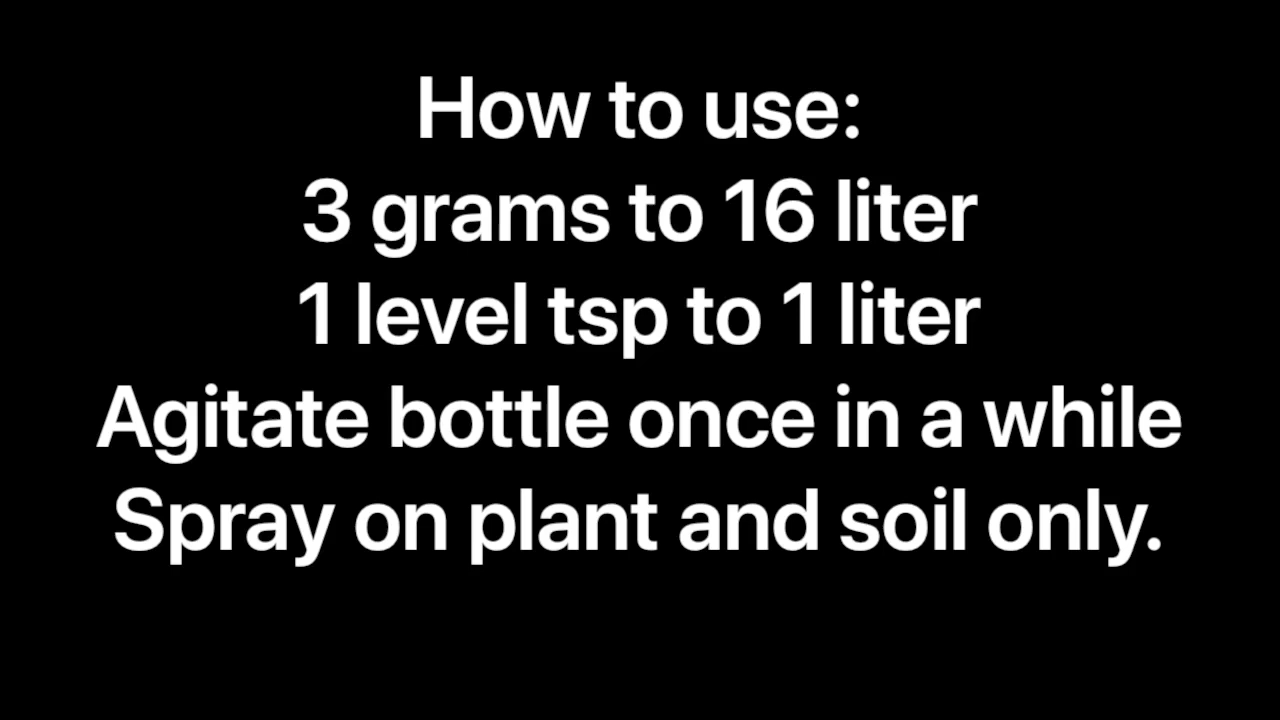 How to use:
3 grams to 16 liter
1 level tsp to 1 liter
Agitate bottle once in a while
Spray on plant and soil only.